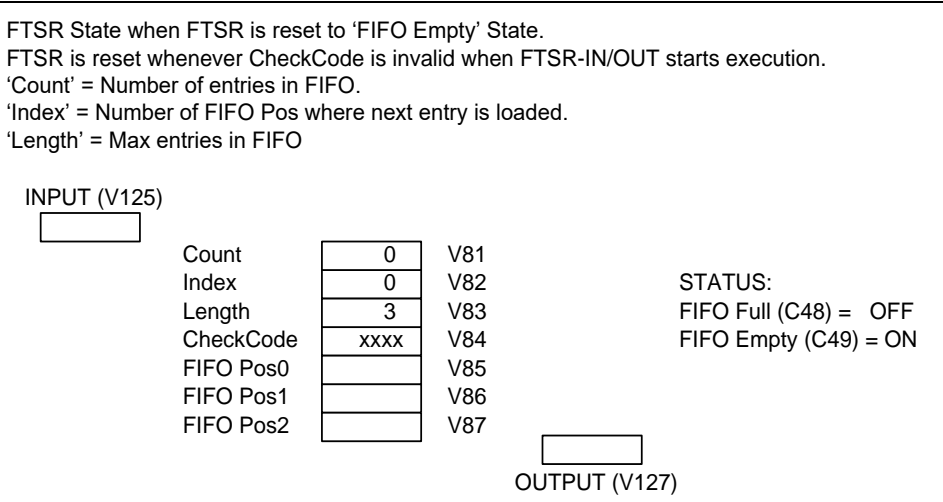 FTSR State when FTSR is reset to ‘FIFO Empty’ State.
FTSR is reset whenever CheckCode is invalid when FTSR-IN/OUT starts execution.
‘Count’ = Number of entries in FIFO.
‘Index’ = Number of FIFO Pos where next entry is loaded.
‘Length’ = Max entries in FIFO
INPUT (V125)
Count 0 V81
Index 0 V82 STATUS:
Length 3 V83 FIFO Full (C48) = OFF
CheckCode xxxx V84 FIFO Empty (C49) = ON
FIFO Pos0 V85
FIFO Pos1 V86
FIFO Pos2 V87
OUTPUT (V127)